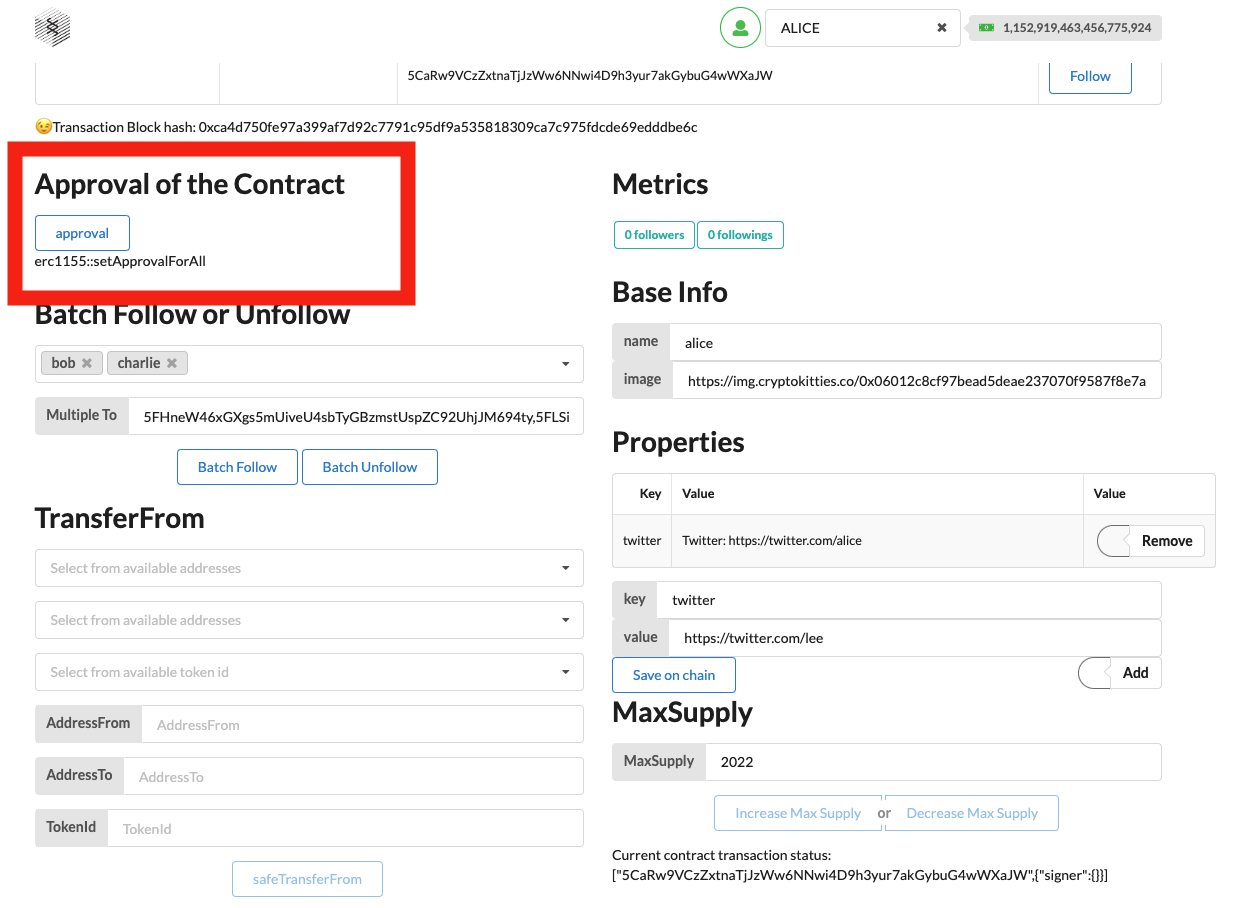 ALICE
1,152,919,463,456,775,924
5CaRw9VCzZxtnaTjJzWw6NNwi4D9h3yur7akGybuG4wWXaJW
Follow
😉Transaction Block hash: 0xca4d750fe97a399af7d92c7791c95df9a535818309ca7c975fdcde69edddbe6c
Approval of the Contract
approval
erc1155::setApprovalForAll
Batch Follow or Unfollow
bob charlie
Multiple To 5FHneW46xGXgs5mUiveU4sbTyGBzmstUspZC92UhjJM694ty,5FLSi
Batch Follow Batch Unfollow
TransferFrom
Select from available addresses
Select from available addresses
Select from available token id
AddressFrom AddressFrom
AddressTo AddressTo
TokenId TokenId
safeTransferFrom
Metrics
0 followers 0 followings
Base Info
name alice
image https://img.cryptokitties.co/0x06012c8cf97bead5deae237070f9587f8e7a
Properties
Key Value Value
twitter Twitter: https://twitter.com/alice Remove
key twitter
value https://twitter.com/lee
Save on chain Add
MaxSupply
MaxSupply 2022
Increase Max Supply or Decrease Max Supply
Current contract transaction status:
["5CaRw9VCzZxtnaTjJzWw6NNwi4D9h3yur7akGybuG4wWXaJW",{"signer":{}}]